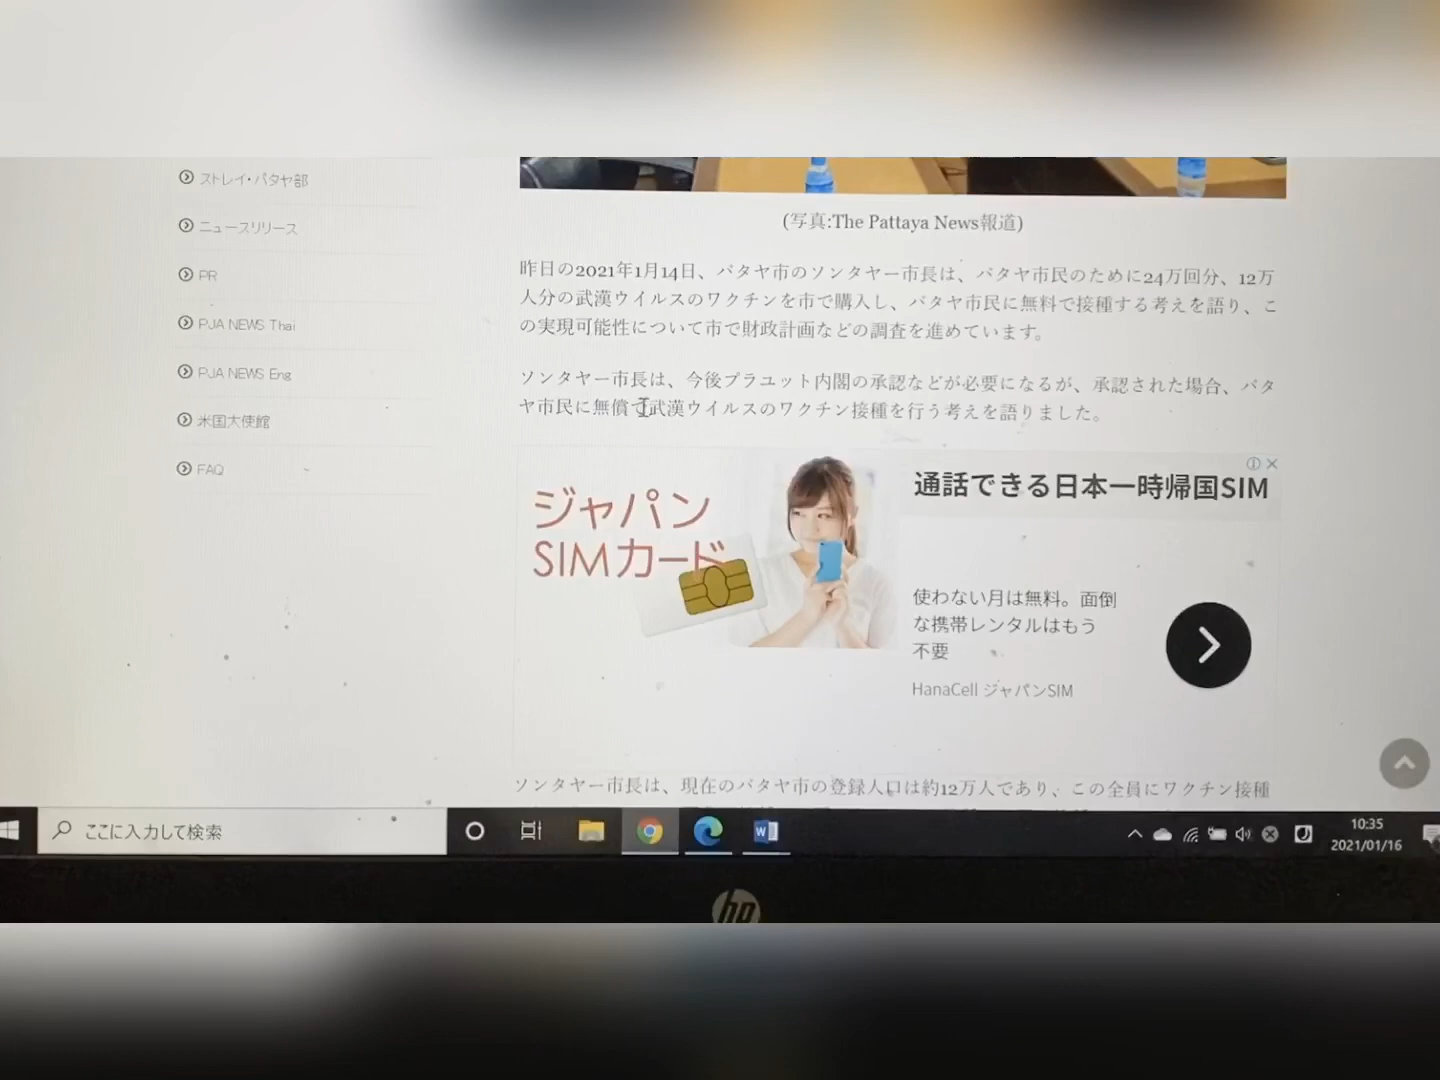 ストレイ・パタヤ部
ニュースリリース
PR
PJA NEWS Thai
PJA NEWS Eng
米国大使館
FAQ
(写真:The Pattaya News報道)
昨日の2021年1月14日、パタヤ市のソンタヤー市長は、パタヤ市民のために24万回分、12万
人分の武漢ウイルスのワクチンを市で購入し、パタヤ市民に無料で接種する考えを語り、こ
の実現可能性について市で財政計画などの調査を進めています。
ソンタヤー市長は、今後プラユット内閣の承認などが必要になるが、承認された場合、パタ
ヤ市民に無償で武漢ウイルスのワクチン接種を行う考えを語りました。
ジャパン
SIMカード
通話できる日本一時帰国SIM
使わない月は無料。面倒
な携帯レンタルはもう
不要
HanaCell ジャパンSIM
ソンタヤー市長は、現在のパタヤ市の登録人口は約12万人であり、この全員にワクチン接種
ここに入力して検索
10:35
2021/01/16
hp